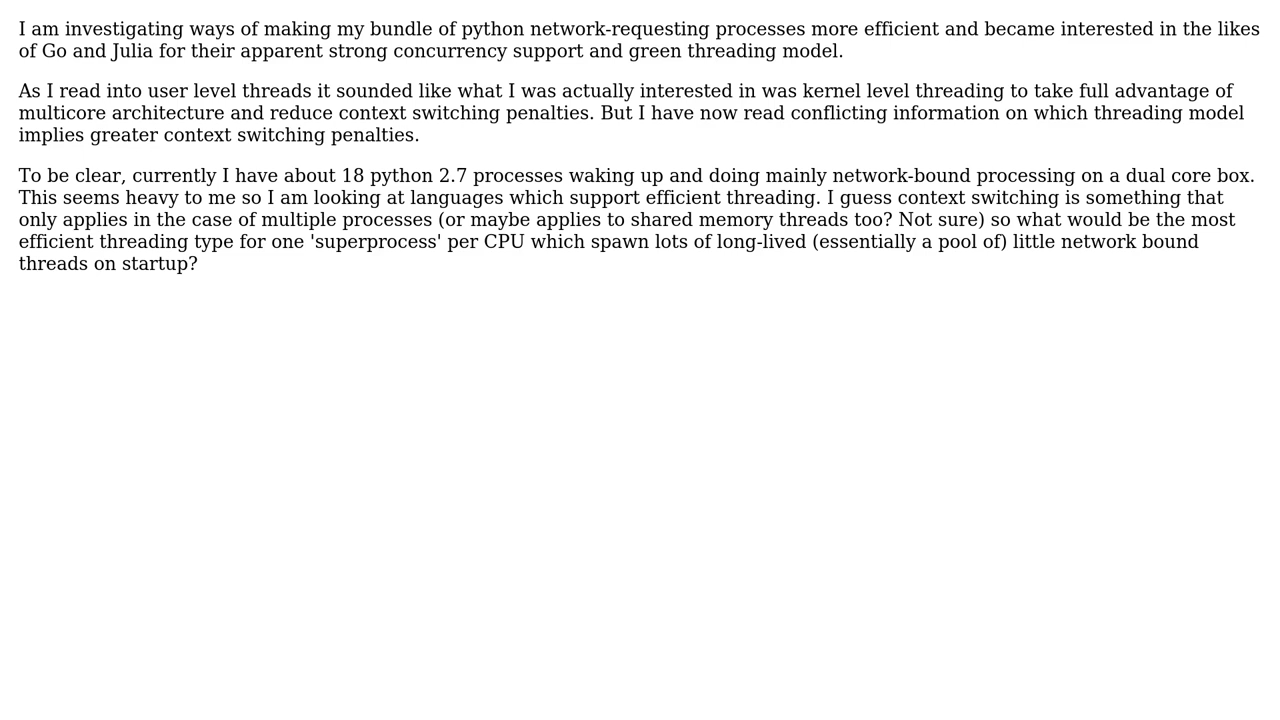 I am investigating ways of making my bundle of python network-requesting processes more efficient and became interested in the likes
of Go and Julia for their apparent strong concurrency support and green threading model.
As I read into user level threads it sounded like what I was actually interested in was kernel level threading to take full advantage of
multicore architecture and reduce context switching penalties. But I have now read conflicting information on which threading model
implies greater context switching penalties.
To be clear, currently I have about 18 python 2.7 processes waking up and doing mainly network-bound processing on a dual core box.
This seems heavy to me so I am looking at languages which support efficient threading. I guess context switching is something that
only applies in the case of multiple processes (or maybe applies to shared memory threads too? Not sure) so what would be the most
efficient threading type for one 'superprocess' per CPU which spawn lots of long-lived (essentially a pool of) little network bound
threads on startup?